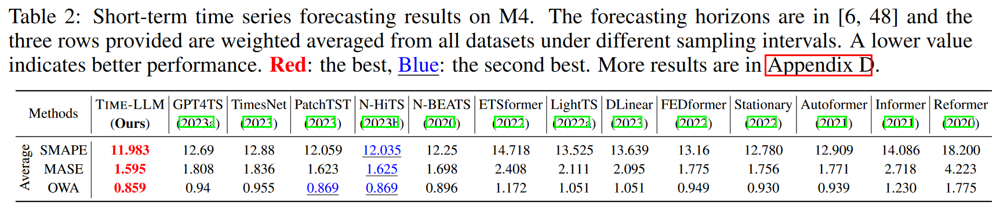 Table 2: Short-term time series forecasting results on M4. The forecasting horizons are in [6, 48] and the
three rows provided are weighted averaged from all datasets under different sampling intervals. A lower value
indicates better performance. Red: the best, Blue: the second best. More results are in Appendix D.
Methods TIME-LLM GPT4TS TimesNet PatchTST N-HiTS N-BEATS ETSformer LightTS DLinear FEDformer Stationary Autoformer Informer Reformer
(Ours) (2023a) (2023) (2023) (2023b) (2020) (2022) (2022a) (2023) (2022) (2022) (2021) (2021) (2020)
Average
SMAPE 11.983 12.69 12.88 12.059 12.035 12.25 14.718 13.525 13.639 13.16 12.780 12.909 14.086 18.200
MASE 1.595 1.808 1.836 1.623 1.625 1.698 2.408 2.111 2.095 1.775 1.756 1.771 2.718 4.223
OWA 0.859 0.94 0.955 0.869 0.869 0.896 1.172 1.051 1.051 0.949 0.930 0.939 1.230 1.775